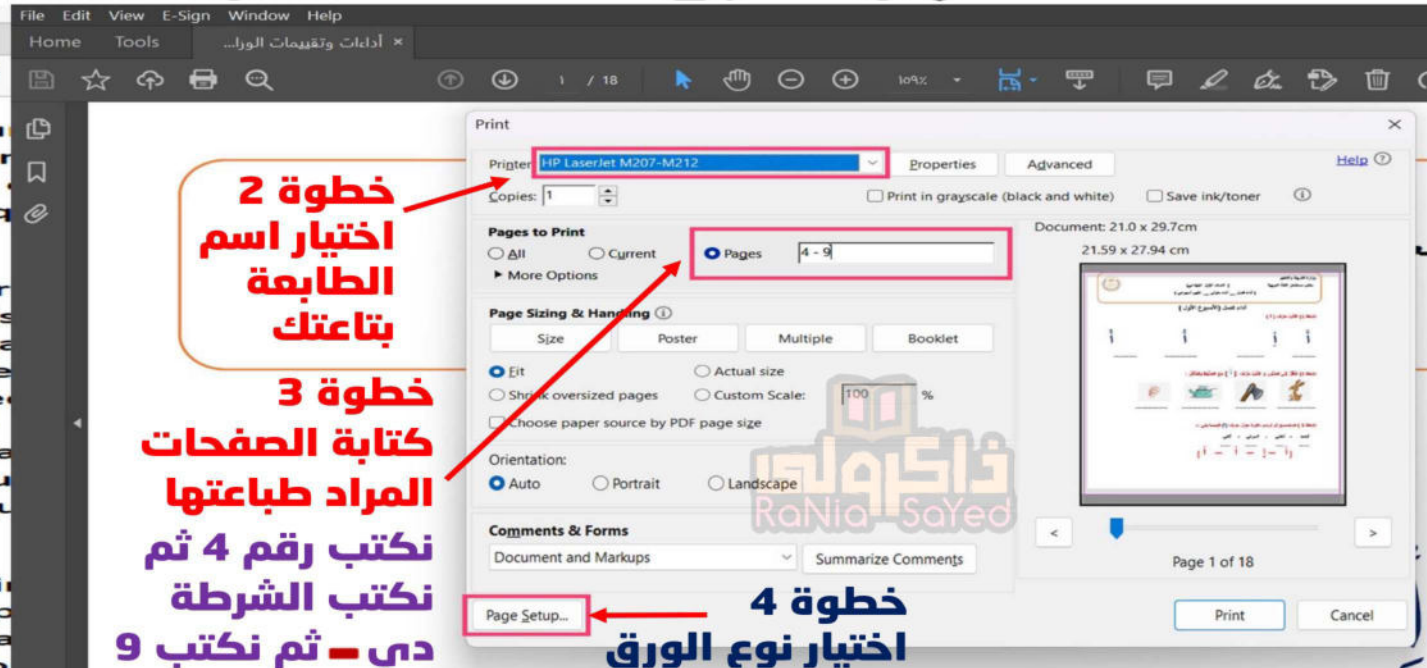 File Edit View E-Sign Window Help
Home Tools أداءات وتقييمات الورا... ×
١ / 18 ١٠٩٪
Print
Printer: HP LaserJet M207-M212 Properties Advanced Help
Copies: 1 Print in grayscale (black and white) Save ink/toner
Pages to Print
All Current Pages 4 - 9
More Options
Page Sizing & Handling
Size Poster Multiple Booklet
Fit Actual size
Shrink oversized pages Custom Scale: 100 %
Choose paper source by PDF page size
Orientation:
Auto Portrait Landscape
Comments & Forms
Document and Markups Summarize Comments
Page Setup...
Document: 21.0 x 29.7cm
21.59 x 27.94 cm
Page 1 of 18
Print Cancel
خطوة 2
اختيار اسم
الطابعة
بتاعتك
خطوة 3
كتابة الصفحات
المراد طباعتها
نكتب رقم 4 ثم
نكتب الشرطة
دى - ثم نكتب 9
خطوة 4
اختيار نوع الورق
ذاكرولى
RaNia SaYed